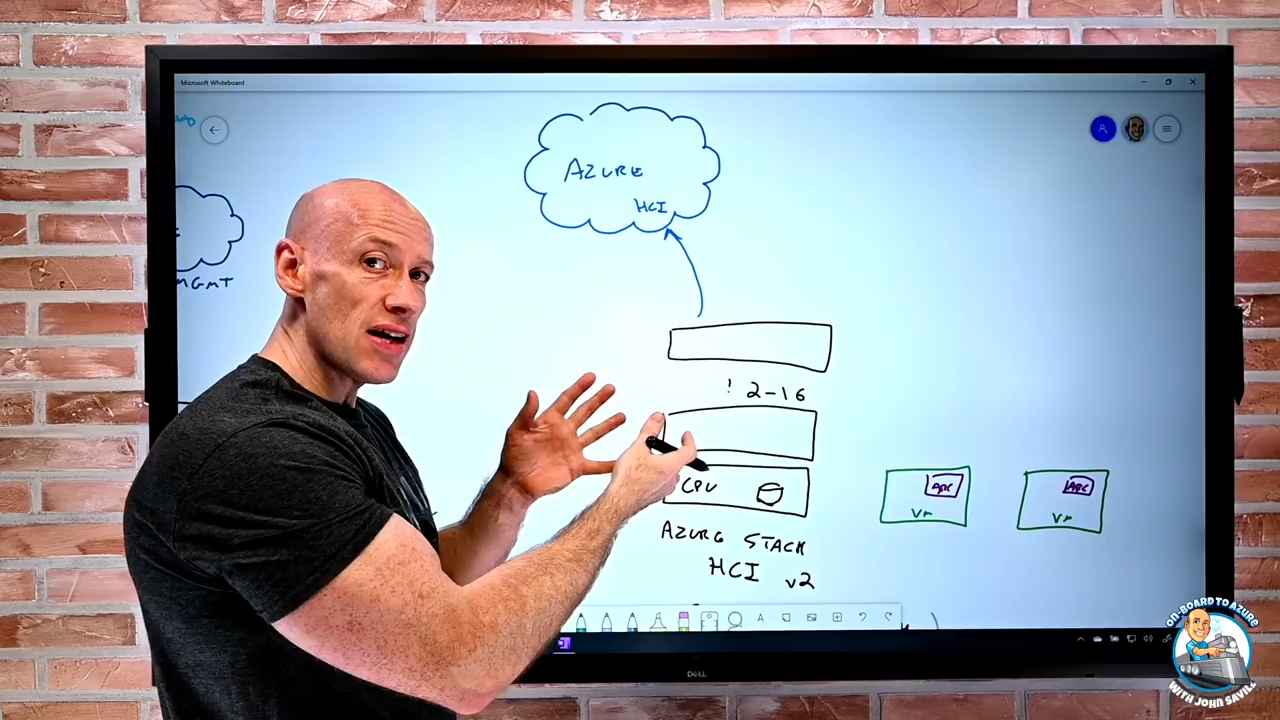 Microsoft Whiteboard
AZURE
HCI
MGMT
! 2-16
CPU
ARC
VM
ARC
VM
AZURE STACK
HCI v2
A
DELL
ON-BOARD TO AZURE
WITH JOHN SAVILL